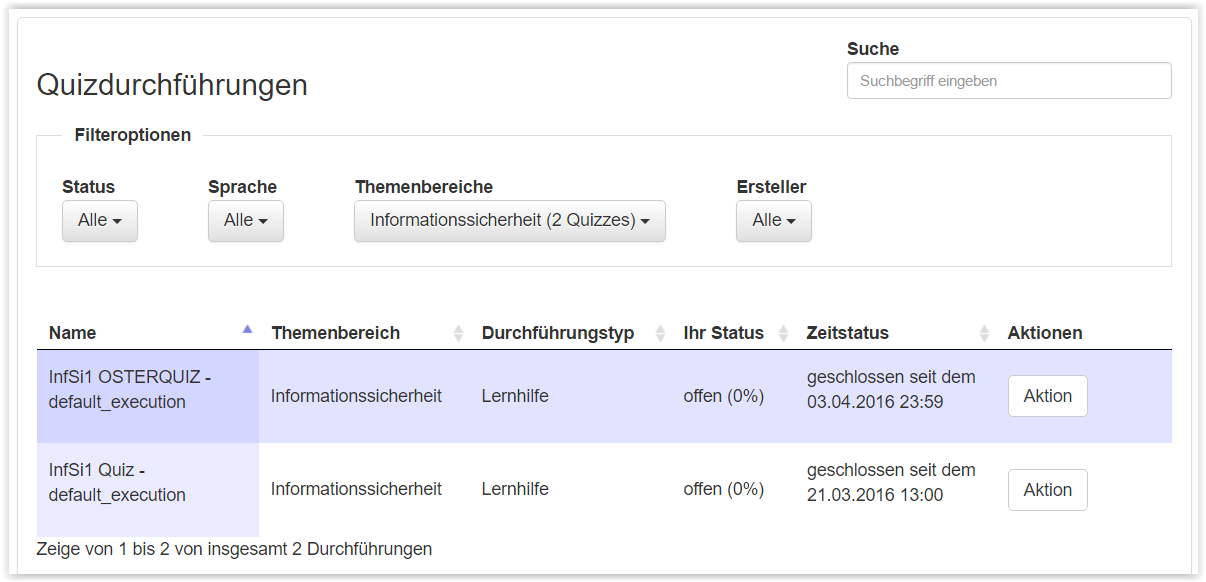 Suche
Quizdurchführungen
Suchbegriff eingeben
Filteroptionen
Status Sprache Themenbereiche Ersteller
Alle Alle Informationssicherheit (2 Quizzes) Alle
Name Themenbereich Durchführungstyp Ihr Status Zeitstatus Aktionen
InfSi1 OSTERQUIZ - geschlossen seit dem
Informationssicherheit Lernhilfe offen (0%) Aktion
default_execution 03.04.2016 23:59
InfSi1 Quiz - geschlossen seit dem
Informationssicherheit Lernhilfe offen (0%) Aktion
default_execution 21.03.2016 13:00
Zeige von 1 bis 2 von insgesamt 2 Durchführungen